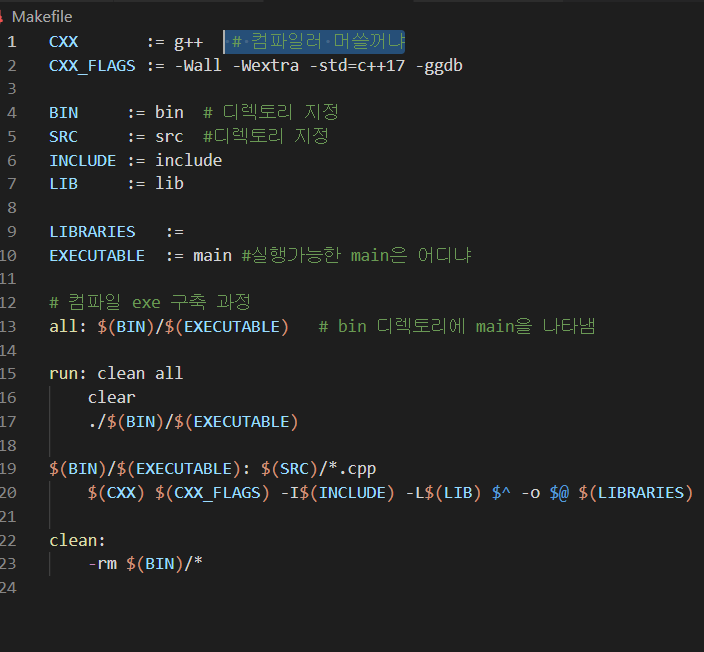 Makefile
1 CXX := g++ # 컴파일러 머쓸꺼냐
2 CXX_FLAGS := -Wall -Wextra -std=c++17 -ggdb
3
4 BIN := bin # 디렉토리 지정
5 SRC := src #디렉토리 지정
6 INCLUDE := include
7 LIB := lib
8
9 LIBRARIES :=
10 EXECUTABLE := main #실행가능한 main은 어디냐
11
12 # 컴파일 exe 구축 과정
13 all: $(BIN)/$(EXECUTABLE) # bin 디렉토리에 main을 나타냄
14
15 run: clean all
16 clear
17 ./$(BIN)/$(EXECUTABLE)
18
19 $(BIN)/$(EXECUTABLE): $(SRC)/*.cpp
20 $(CXX) $(CXX_FLAGS) -I$(INCLUDE) -L$(LIB) $^ -o $@ $(LIBRARIES)
21
22 clean:
23 -rm $(BIN)/*
24